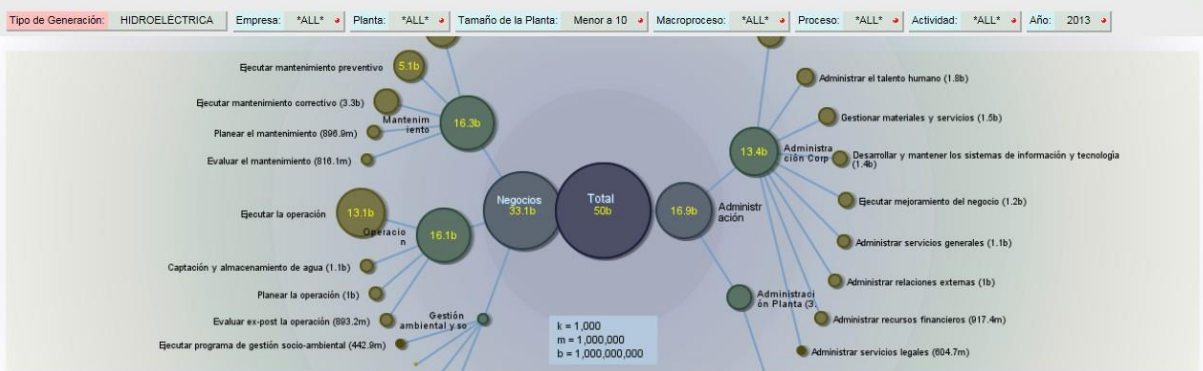 Tipo de Generación: HIDROELÉCTRICA Empresa: *ALL* Planta: *ALL* Tamaño de la Planta: Menor a 10 Macroproceso: *ALL* Proceso: *ALL* Actividad: *ALL* Año: 2013
Ejecutar mantenimiento preventivo
5.1b
Ejecutar mantenimiento correctivo (3.3b)
Mantenim
iento
16.3b
Planear el mantenimiento (896.9m)
Evaluar el mantenimiento (816.1m)
Ejecutar la operación
13.1b
Operacio
n
16.1b
Captación y almacenamiento de agua (1.1b)
Planear la operación (1b)
Evaluar ex-post la operación (893.2m)
Gestión
ambiental y so
Ejecutar programa de gestión socio-ambiental (442.9m)
Negocios
33.1b
Total
50b
16.9b
Administr
ación
13.4b
Administra
ción Corp
Administrar el talento humano (1.8b)
Gestionar materiales y servicios (1.5b)
Desarrollar y mantener los sistemas de información y tecnología
(1.4b)
Ejecutar mejoramiento del negocio (1.2b)
Administrar servicios generales (1.1b)
Administrar relaciones externas (1b)
Administraci
ón Planta (3.
Administrar recursos financieros (917.4m)
Administrar servicios legales (604.7m)
k = 1,000
m = 1,000,000
b = 1,000,000,000